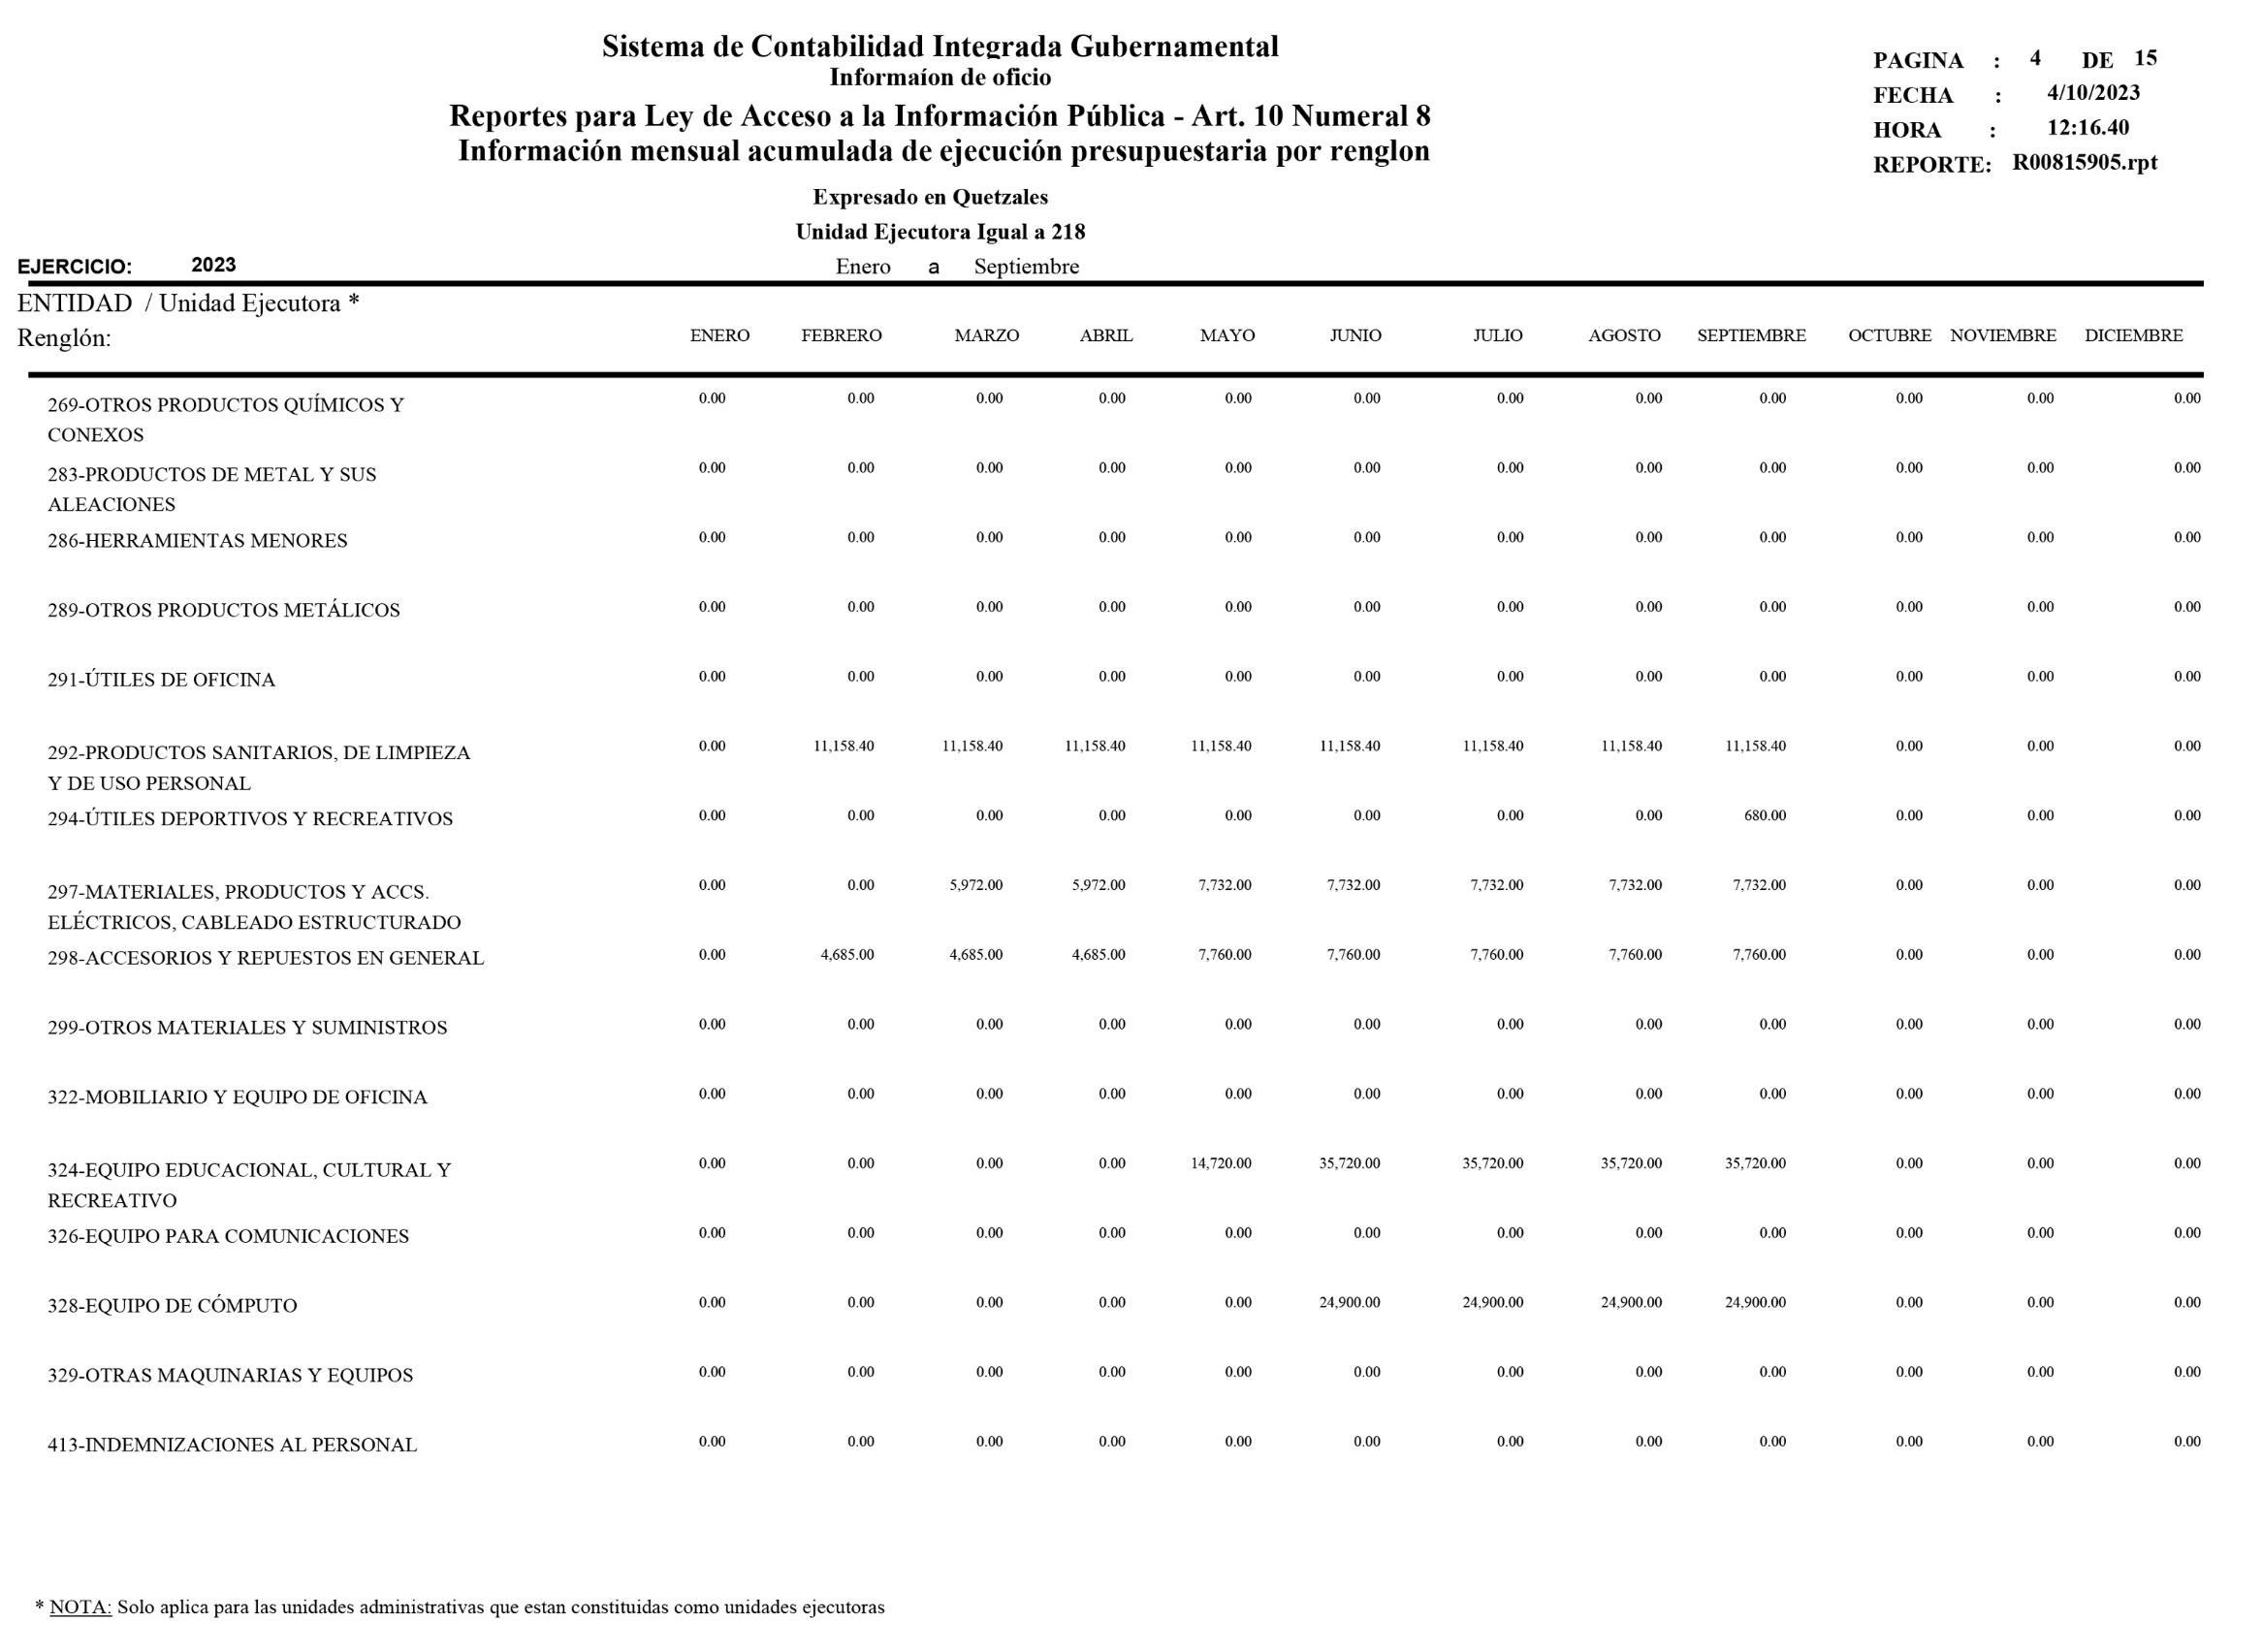 Sistema de Contabilidad Integrada Gubernamental
Informaíon de oficio
Reportes para Ley de Acceso a la Información Pública - Art. 10 Numeral 8
Información mensual acumulada de ejecución presupuestaria por renglon
Expresado en Quetzales
Unidad Ejecutora Igual a 218
PAGINA : 4 DE 15
FECHA : 4/10/2023
HORA : 12:16.40
REPORTE: R00815905.rpt
EJERCICIO: 2023 Enero a Septiembre
ENTIDAD / Unidad Ejecutora *
Renglón: ENERO FEBRERO MARZO ABRIL MAYO JUNIO JULIO AGOSTO SEPTIEMBRE OCTUBRE NOVIEMBRE DICIEMBRE
269-OTROS PRODUCTOS QUÍMICOS Y 0.00 0.00 0.00 0.00 0.00 0.00 0.00 0.00 0.00 0.00 0.00 0.00
CONEXOS
283-PRODUCTOS DE METAL Y SUS 0.00 0.00 0.00 0.00 0.00 0.00 0.00 0.00 0.00 0.00 0.00 0.00
ALEACIONES
286-HERRAMIENTAS MENORES 0.00 0.00 0.00 0.00 0.00 0.00 0.00 0.00 0.00 0.00 0.00 0.00
289-OTROS PRODUCTOS METÁLICOS 0.00 0.00 0.00 0.00 0.00 0.00 0.00 0.00 0.00 0.00 0.00 0.00
291-ÚTILES DE OFICINA 0.00 0.00 0.00 0.00 0.00 0.00 0.00 0.00 0.00 0.00 0.00 0.00
292-PRODUCTOS SANITARIOS, DE LIMPIEZA 0.00 11,158.40 11,158.40 11,158.40 11,158.40 11,158.40 11,158.40 11,158.40 11,158.40 0.00 0.00 0.00
Y DE USO PERSONAL
294-ÚTILES DEPORTIVOS Y RECREATIVOS 0.00 0.00 0.00 0.00 0.00 0.00 0.00 0.00 680.00 0.00 0.00 0.00
297-MATERIALES, PRODUCTOS Y ACCS. 0.00 0.00 5,972.00 5,972.00 7,732.00 7,732.00 7,732.00 7,732.00 7,732.00 0.00 0.00 0.00
ELÉCTRICOS, CABLEADO ESTRUCTURADO
298-ACCESORIOS Y REPUESTOS EN GENERAL 0.00 4,685.00 4,685.00 4,685.00 7,760.00 7,760.00 7,760.00 7,760.00 7,760.00 0.00 0.00 0.00
299-OTROS MATERIALES Y SUMINISTROS 0.00 0.00 0.00 0.00 0.00 0.00 0.00 0.00 0.00 0.00 0.00 0.00
322-MOBILIARIO Y EQUIPO DE OFICINA 0.00 0.00 0.00 0.00 0.00 0.00 0.00 0.00 0.00 0.00 0.00 0.00
324-EQUIPO EDUCACIONAL, CULTURAL Y 0.00 0.00 0.00 0.00 14,720.00 35,720.00 35,720.00 35,720.00 35,720.00 0.00 0.00 0.00
RECREATIVO
326-EQUIPO PARA COMUNICACIONES 0.00 0.00 0.00 0.00 0.00 0.00 0.00 0.00 0.00 0.00 0.00 0.00
328-EQUIPO DE CÓMPUTO 0.00 0.00 0.00 0.00 0.00 24,900.00 24,900.00 24,900.00 24,900.00 0.00 0.00 0.00
329-OTRAS MAQUINARIAS Y EQUIPOS 0.00 0.00 0.00 0.00 0.00 0.00 0.00 0.00 0.00 0.00 0.00 0.00
413-INDEMNIZACIONES AL PERSONAL 0.00 0.00 0.00 0.00 0.00 0.00 0.00 0.00 0.00 0.00 0.00 0.00
* NOTA: Solo aplica para las unidades administrativas que estan constituidas como unidades ejecutoras